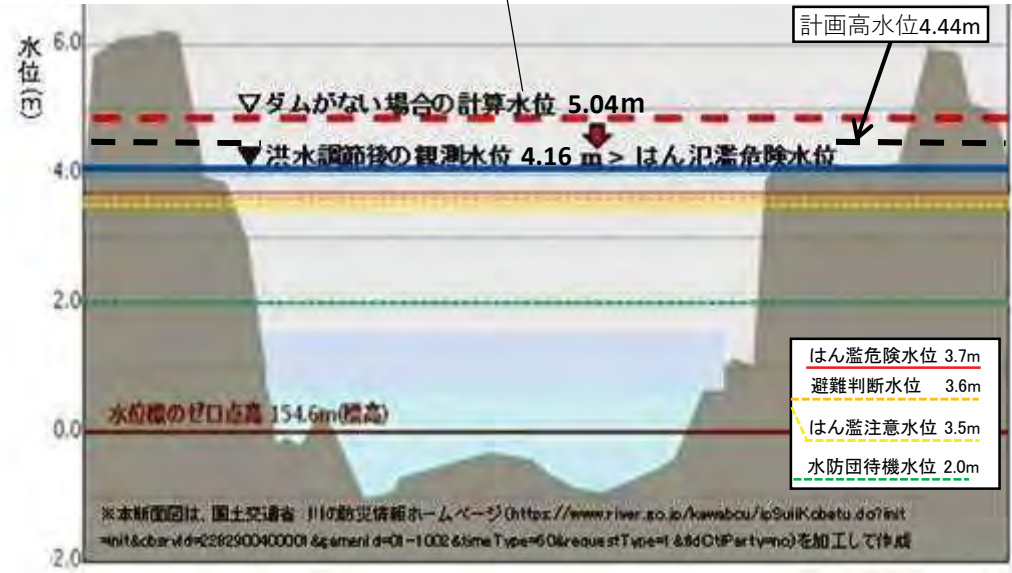 計画高水位4.44m
水位(m)
6.0
▽ダムがない場合の計算水位 5.04m
▼洪水調節後の観測水位 4.16 m > はん氾濫危険水位
4.0
2.0
はん濫危険水位 3.7m
避難判断水位 3.6m
はん濫注意水位 3.5m
水防団待機水位 2.0m
水位標のゼロ点高 154.6m(標高)
0.0
※本断面図は、国土交通省 川の防災情報ホームページ(https://www.river.go.jp/kawabou/ipSuiiKobetu.do?init
=init&obsrvId=2282900400001&gamenId=01-1002&timeType=60&requestType=1&fldCtlParty=no)を加工して作成
2.0